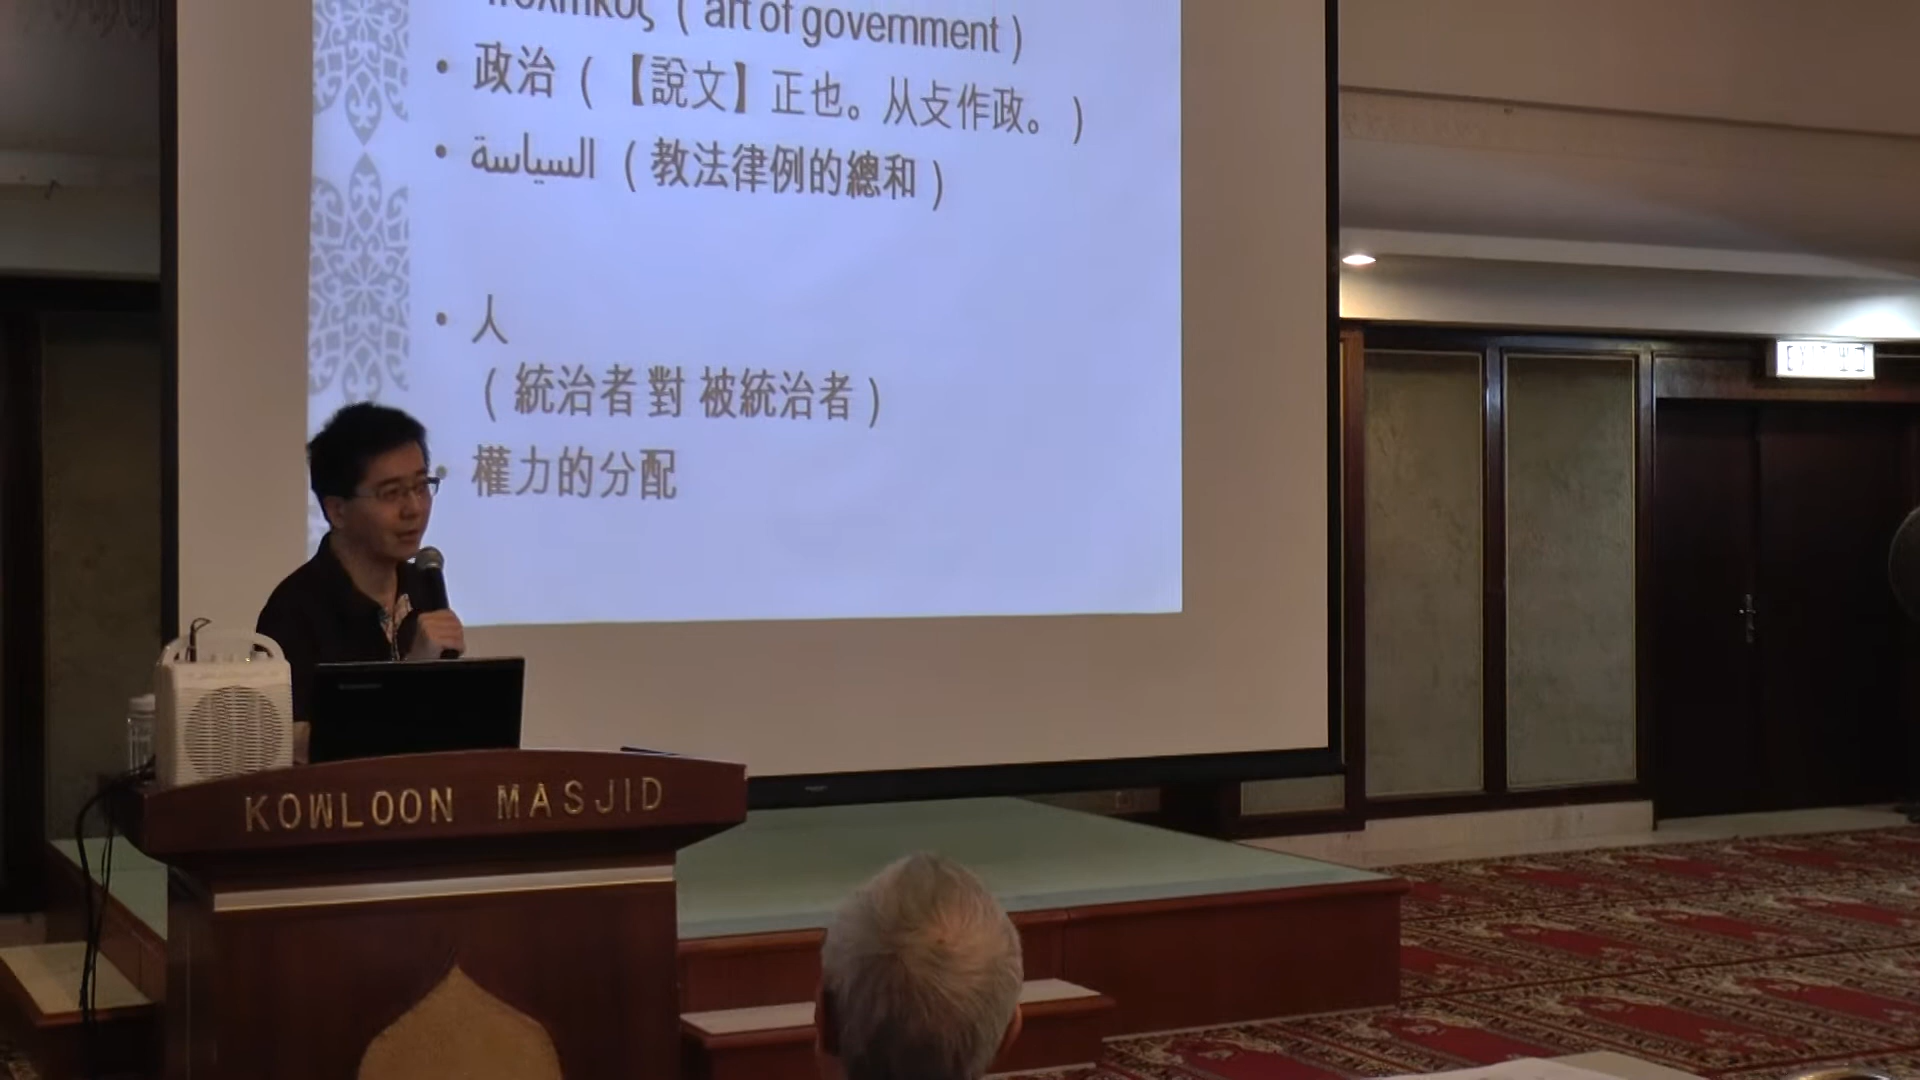 πολιτικός ( art of government )
• 政治 ( 【說文】正也。从攴作政。 )
• السياسة ( 教法律例的總和 )
• 人
( 統治者 對 被統治者 )
• 權力的分配
KOWLOON MASJID